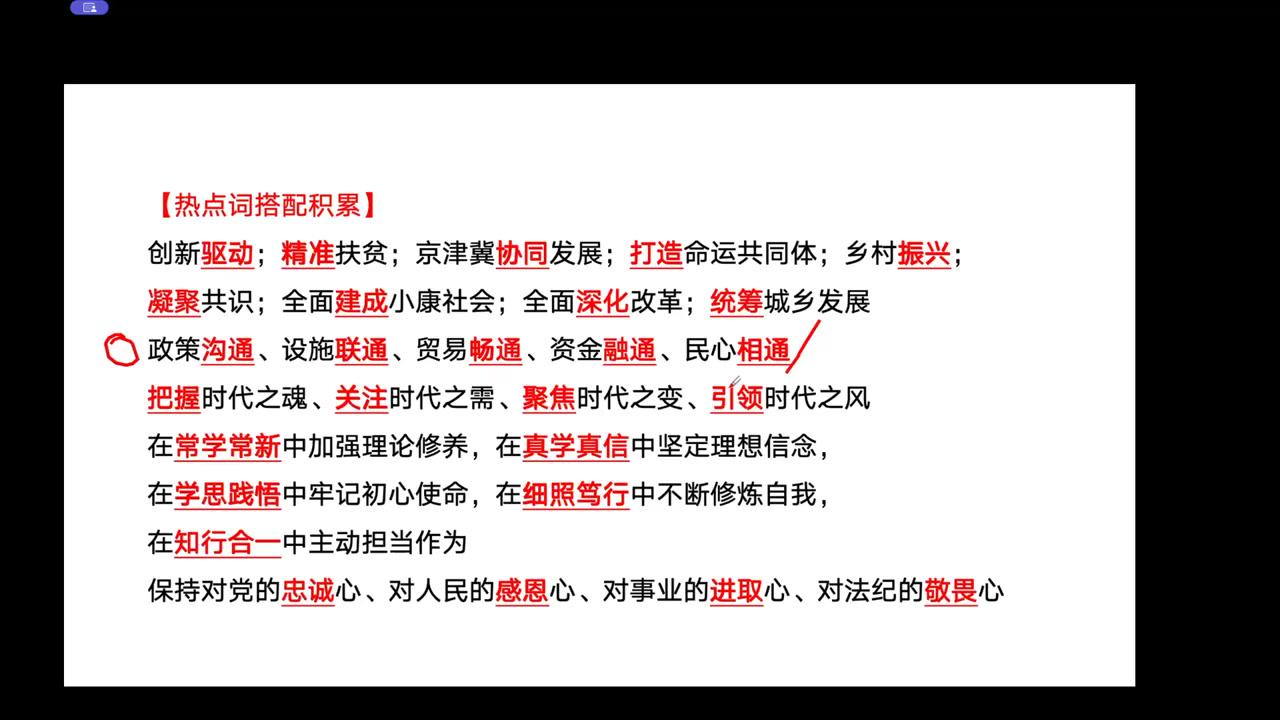 【热点词搭配积累】
创新驱动；精准扶贫；京津冀协同发展；打造命运共同体；乡村振兴；
凝聚共识；全面建成小康社会；全面深化改革；统筹城乡发展
政策沟通、设施联通、贸易畅通、资金融通、民心相通
把握时代之魂、关注时代之需、聚焦时代之变、引领时代之风
在常学常新中加强理论修养，在真学真信中坚定理想信念，
在学思践悟中牢记初心使命，在细照笃行中不断修炼自我，
在知行合一中主动担当作为
保持对党的忠诚心、对人民的感恩心、对事业的进取心、对法纪的敬畏心